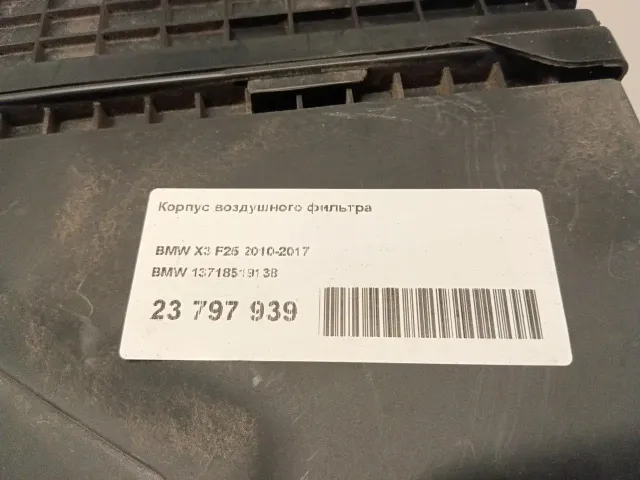 Корпус воздушного фильтра
BMW X3 F25 2010-2017
BMW 13718519138
23 797 939